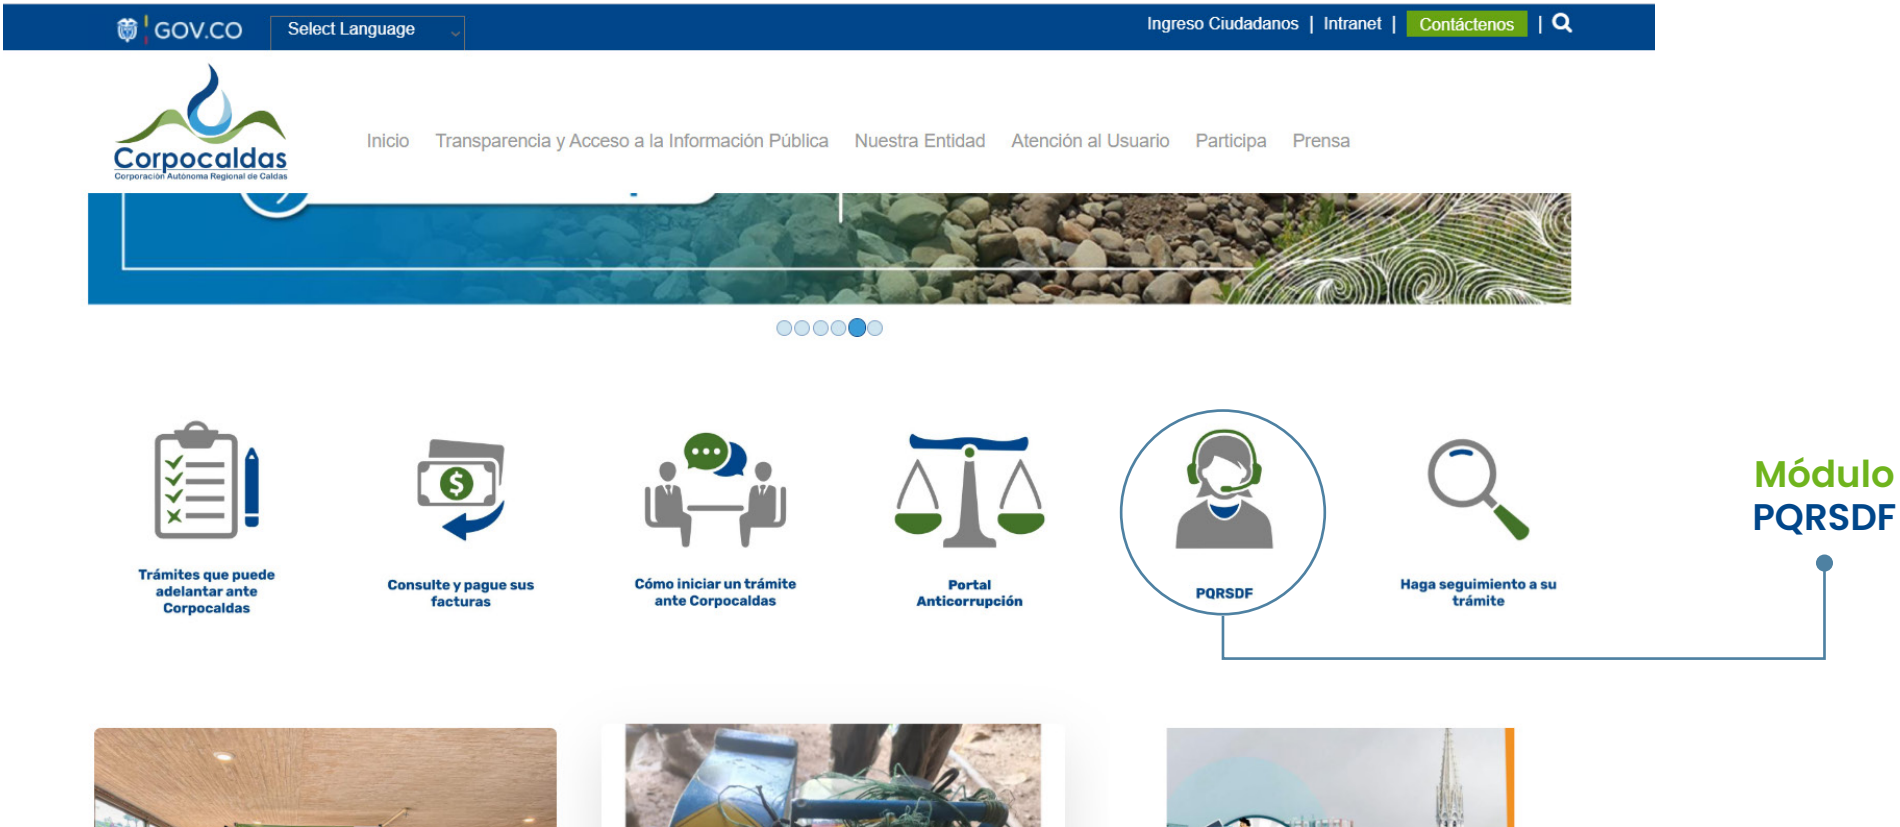 GOV.CO
Select Language
Ingreso Ciudadanos | Intranet | Contáctenos |
Corpocaldas
Corporación Autónoma Regional de Caldas
Inicio Transparencia y Acceso a la Información Pública Nuestra Entidad Atención al Usuario Participa Prensa
Trámites que puede
adelantar ante
Corpocaldas
Consulte y pague sus
facturas
Cómo iniciar un trámite
ante Corpocaldas
Portal
Anticorrupción
PQRSDF
Haga seguimiento a su
trámite
Módulo
PQRSDF